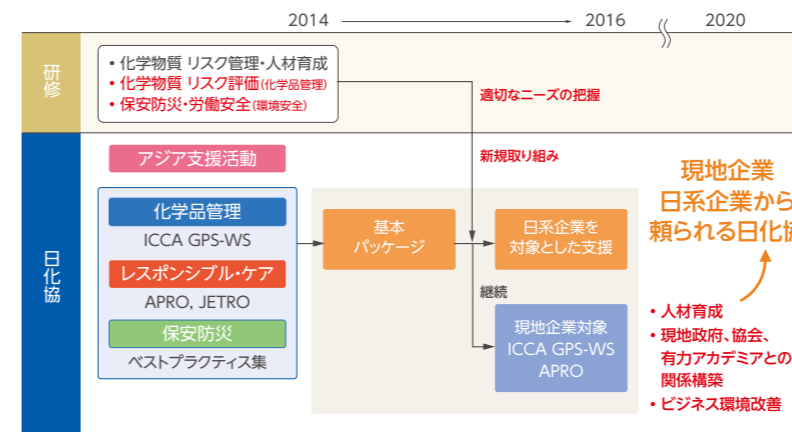 2014
2016
2020
研修
・化学物質 リスク管理・人材育成
・化学物質 リスク評価(化学品管理)
・保安防災・労働安全(環境安全)
適切なニーズの把握
新規取り組み
日化協
アジア支援活動
化学品管理
ICCA GPS-WS
レスポンシブル・ケア
APRO, JETRO
保安防災
ベストプラクティス集
基本
パッケージ
日系企業を
対象とした支援
継続
現地企業対象
ICCA GPS-WS
APRO
現地企業
日系企業から
頼られる日化協
・人材育成
・現地政府、協会、
有力アカデミアとの
関係構築
・ビジネス環境改善